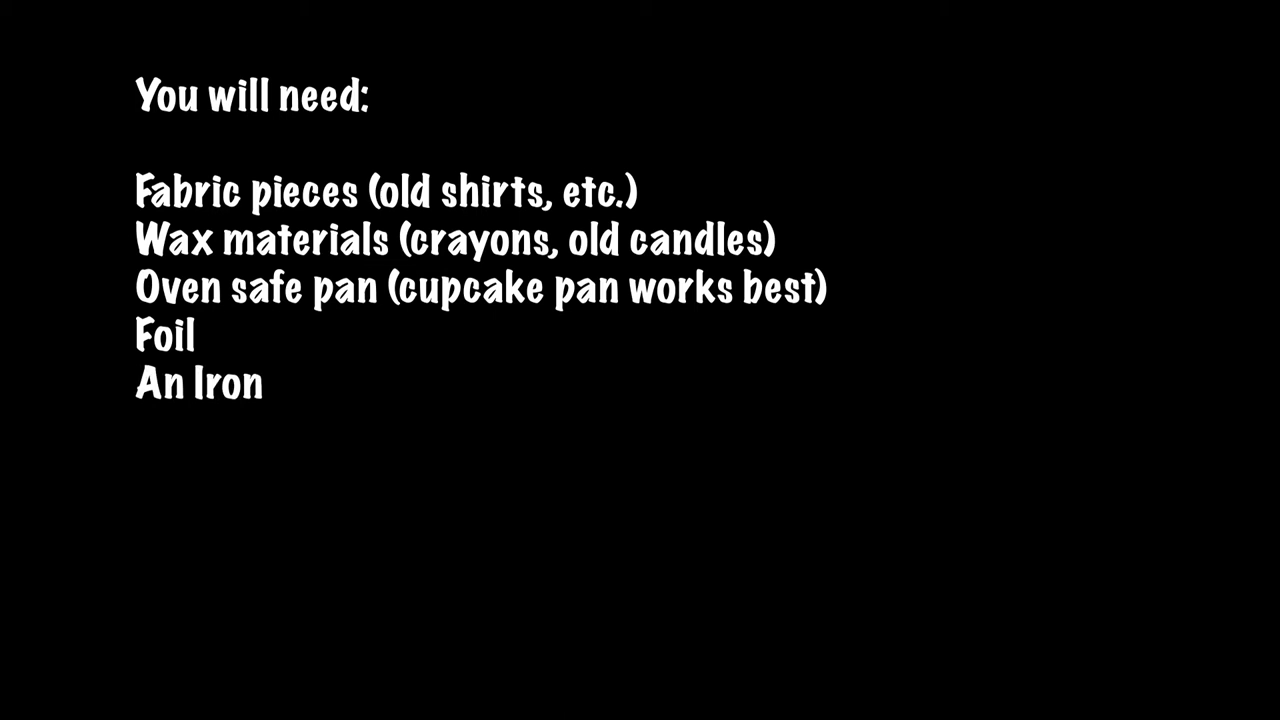 You will need:
Fabric pieces (old shirts, etc.)
Wax materials (crayons, old candles)
Oven safe pan (cupcake pan works best)
Foil
An Iron